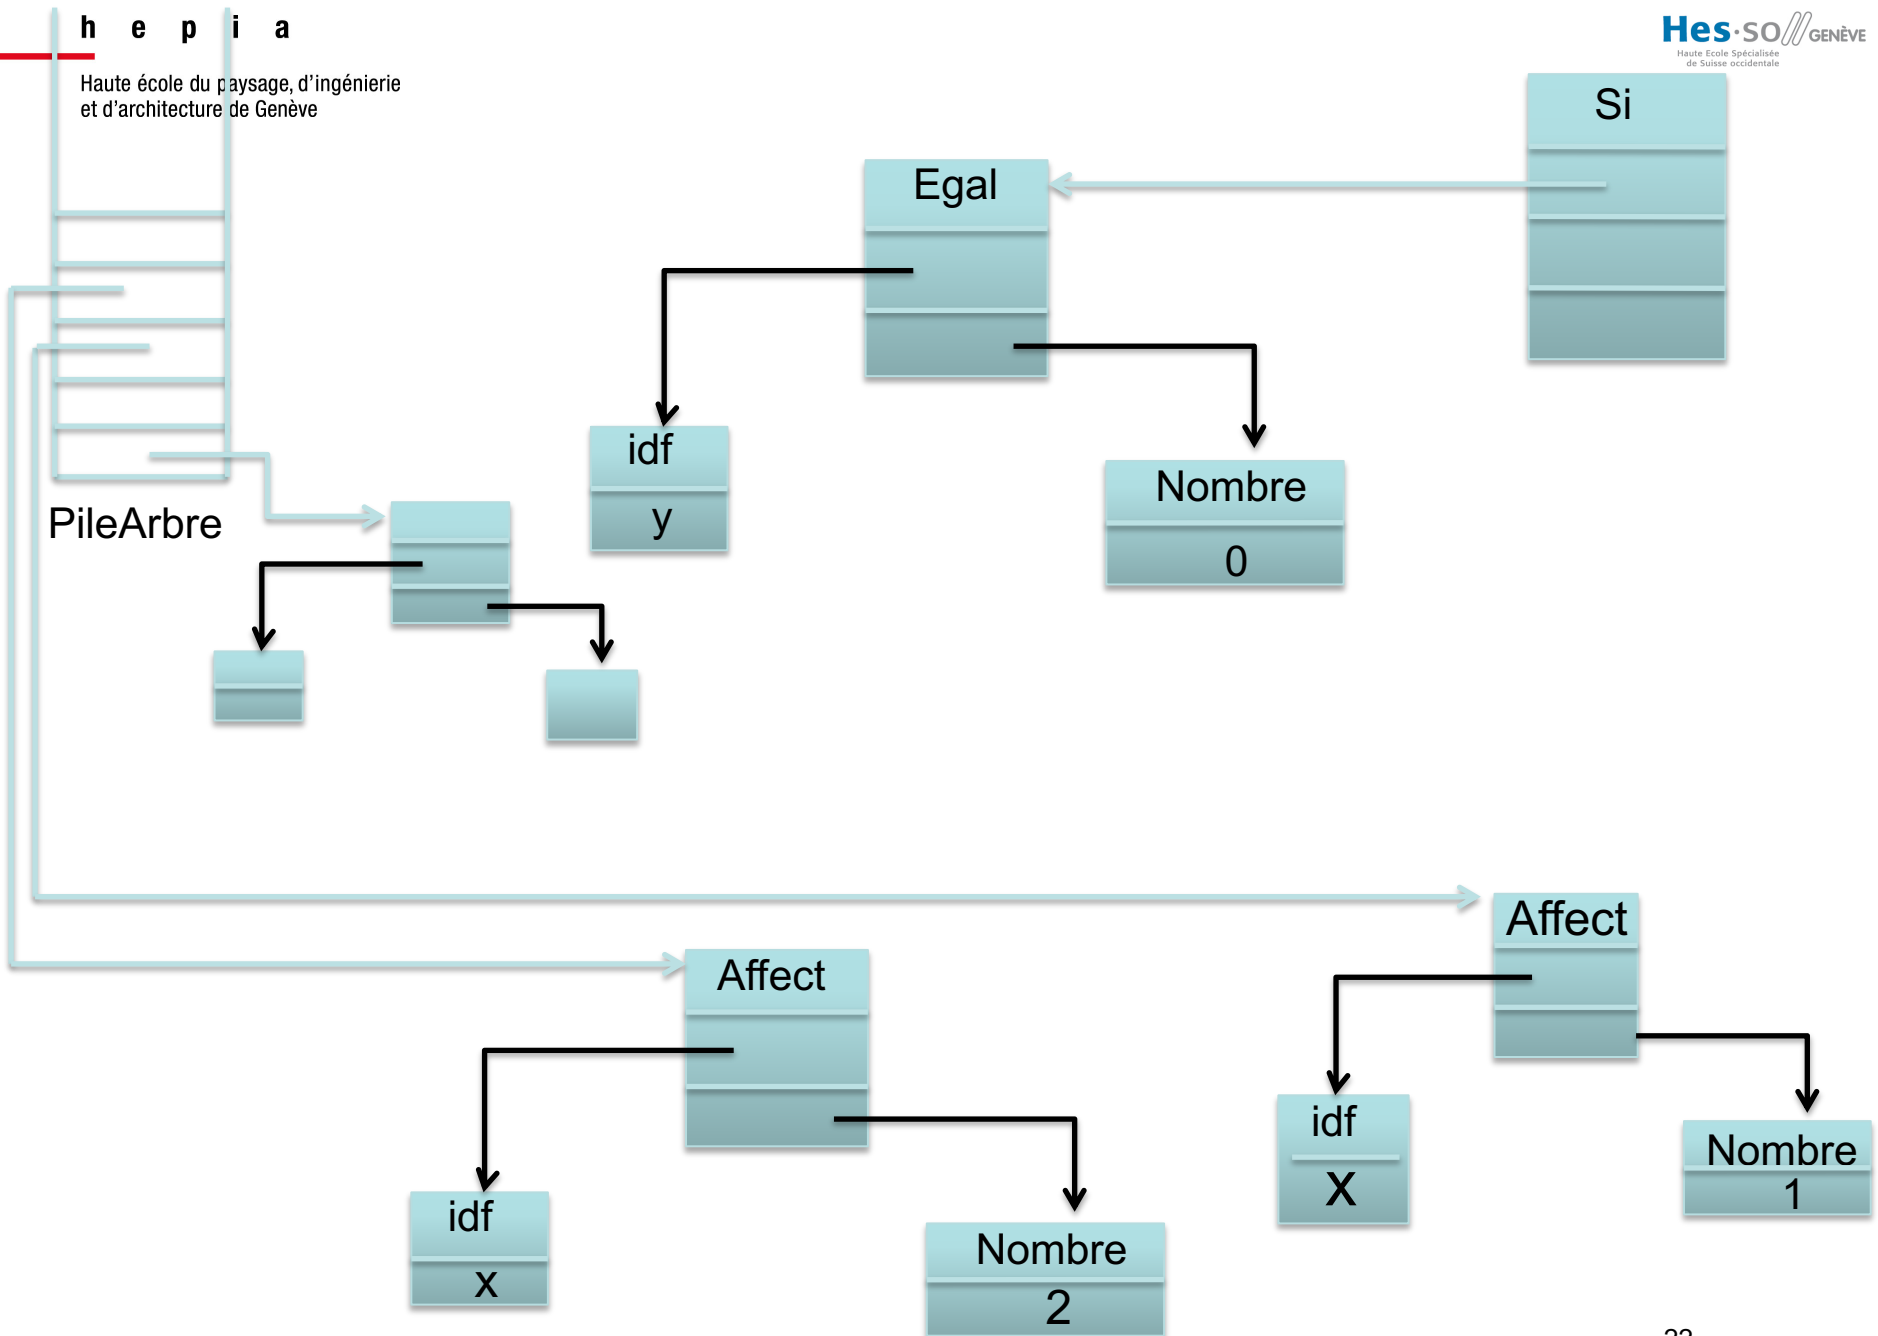 h e p i a
Haute école du paysage, d'ingénierie
et d'architecture de Genève
Hes·so GENÈVE
Haute Ecole Spécialisée
de Suisse occidentale
Si
Egal
idf
y
Nombre
0
PileArbre
Affect
idf
x
Nombre
1
Affect
idf
x
Nombre
2